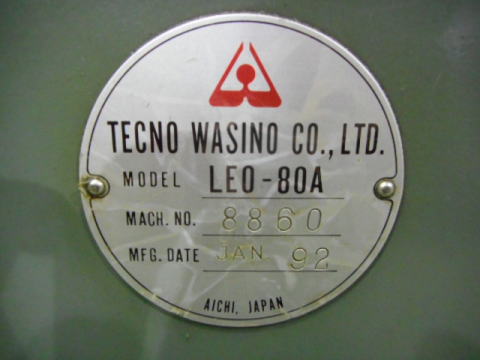 TECNO WASINO CO., LTD.
MODEL LEO-80A
MACH. NO. 8860
MFG. DATE JAN 92
AICHI, JAPAN